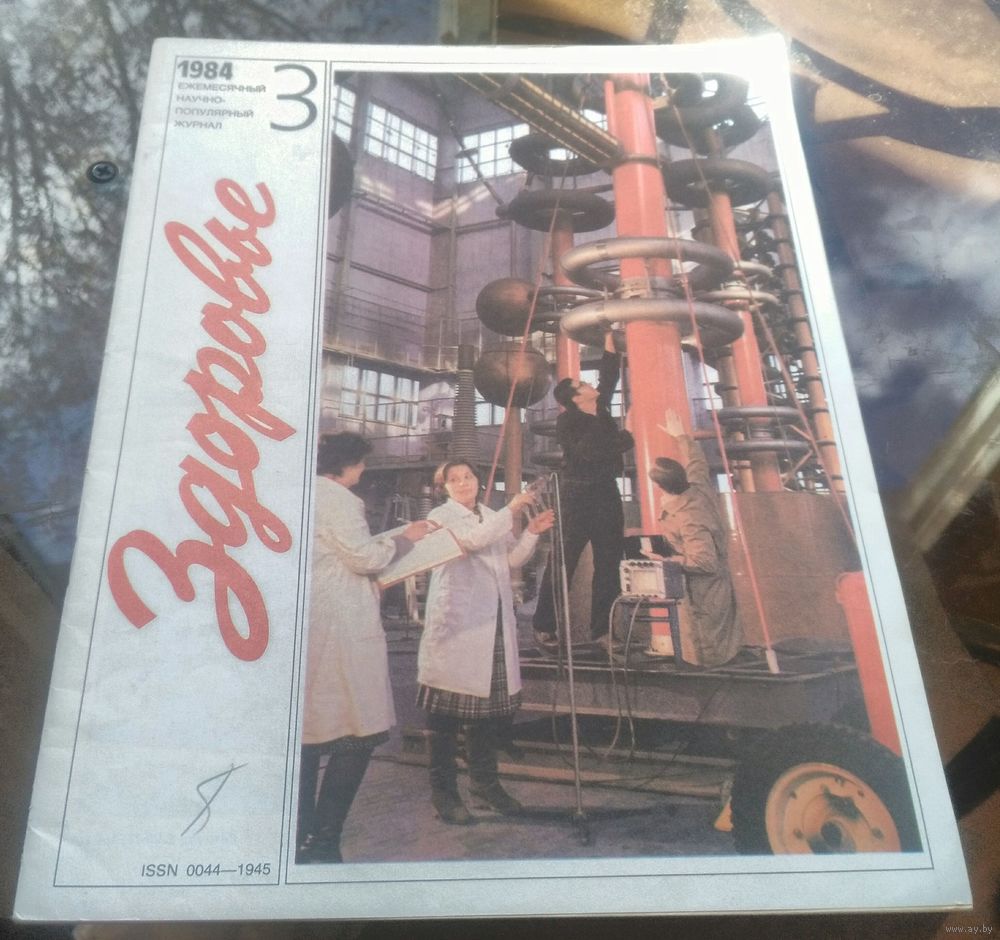 1984
ЕЖЕМЕСЯЧНЫЙ
НАУЧНО-
ПОПУЛЯРНЫЙ
ЖУРНАЛ
3
Здоровье
ISSN 0044—1945
www.ay.by